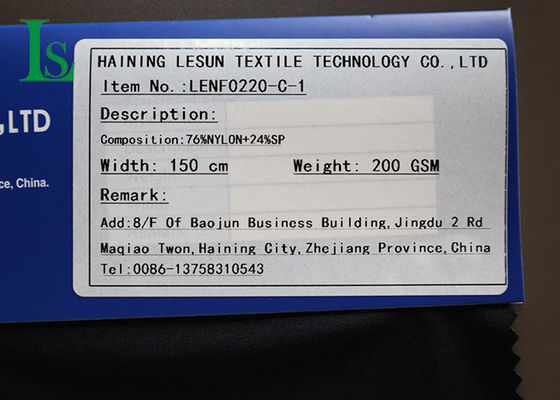 LS
HAINING LESUN TEXTILE TECHNOLOGY CO.,LTD
Item No.:LENF0220-C-1
,LTD
Description:
Composition:76%NYLON+24%SP
Width: 150 cm Weight: 200 GSM
ce, China.
Remark:
Add:8/F Of Baojun Business Building,Jingdu 2 Rd
Maqiao Twon,Haining City,Zhejiang Province,China
Tel:0086-13758310543